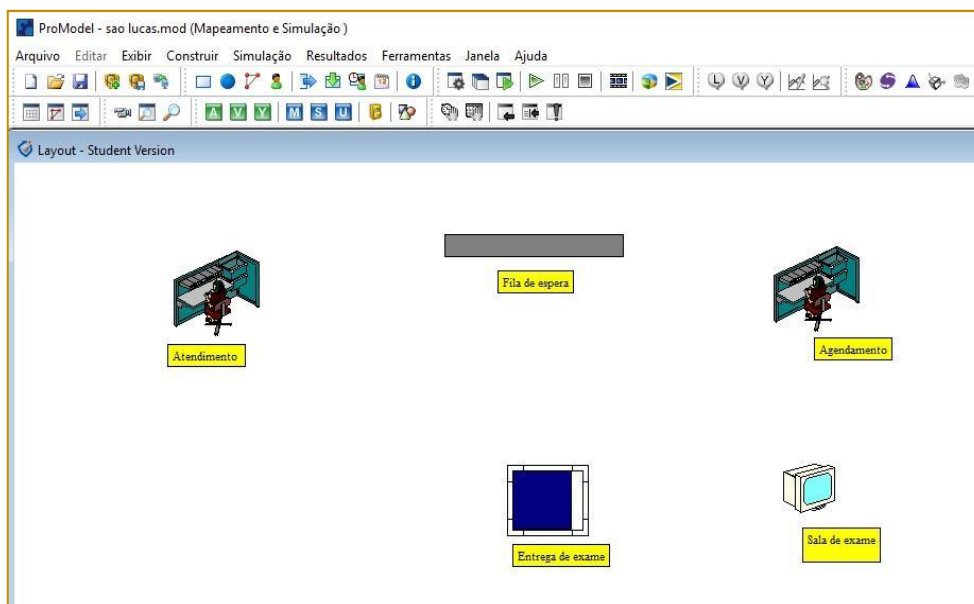 ProModel - sao lucas.mod (Mapeamento e Simulação )
Arquivo Editar Exibir Construir Simulação Resultados Ferramentas Janela Ajuda
L V Y
A V Y M S U
Layout - Student Version
Fila de espera
Atendimento
Agendamento
Entrega de exame
Sala de exame